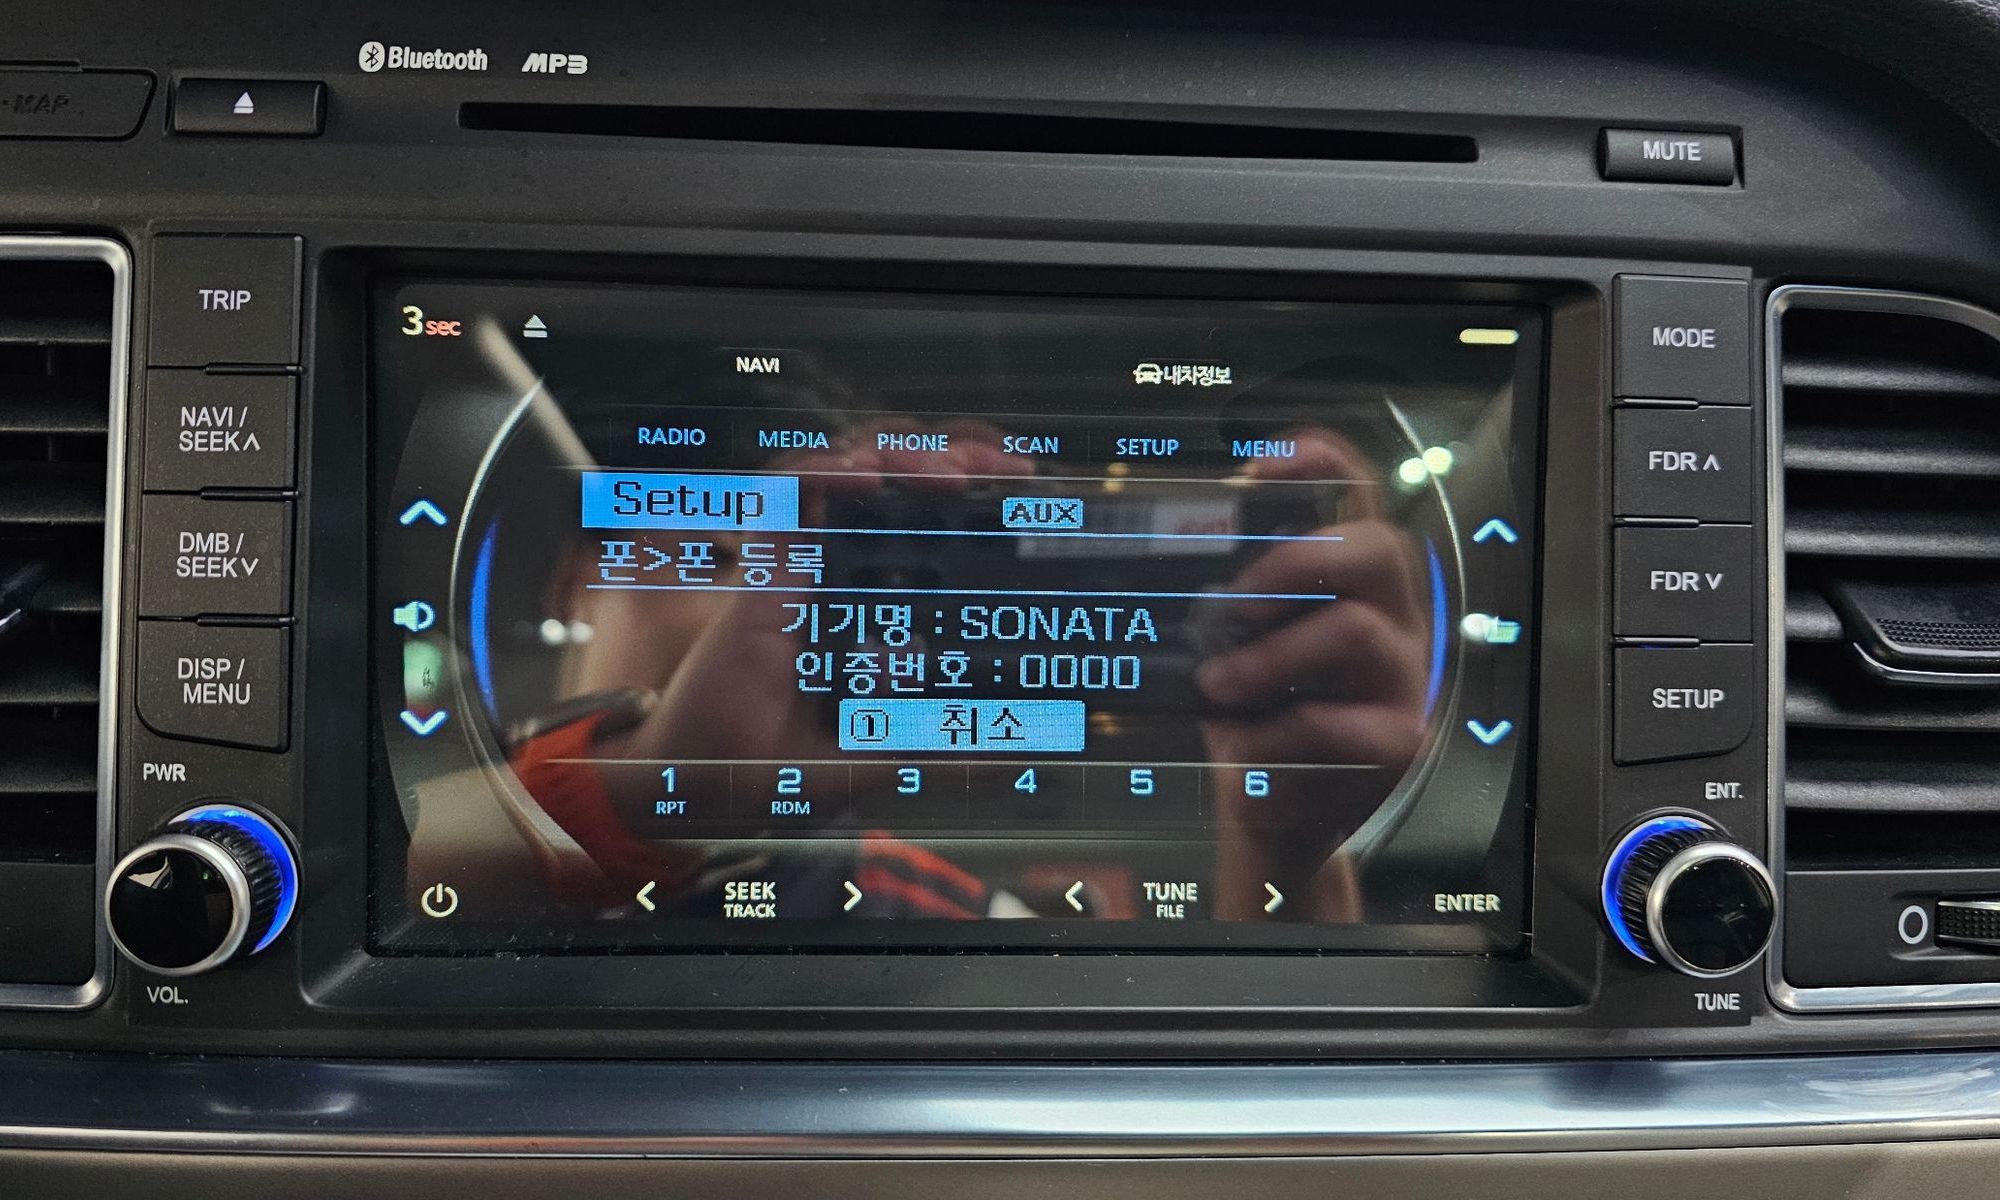 Bluetooth MP3
MAP
MUTE
TRIP
NAVI /
SEEK∧
DMB /
SEEK∨
DISP /
MENU
PWR
VOL.
3sec
NAVI
내차정보
RADIO MEDIA PHONE SCAN SETUP MENU
Setup
AUX
폰>폰 등록
기기명 : SONATA
인증번호 : 0000
① 취소
1 2 3 4 5 6
RPT RDM
< SEEK >
TRACK
< TUNE >
FILE
ENTER
MODE
FDR ∧
FDR ∨
SETUP
ENT.
TUNE